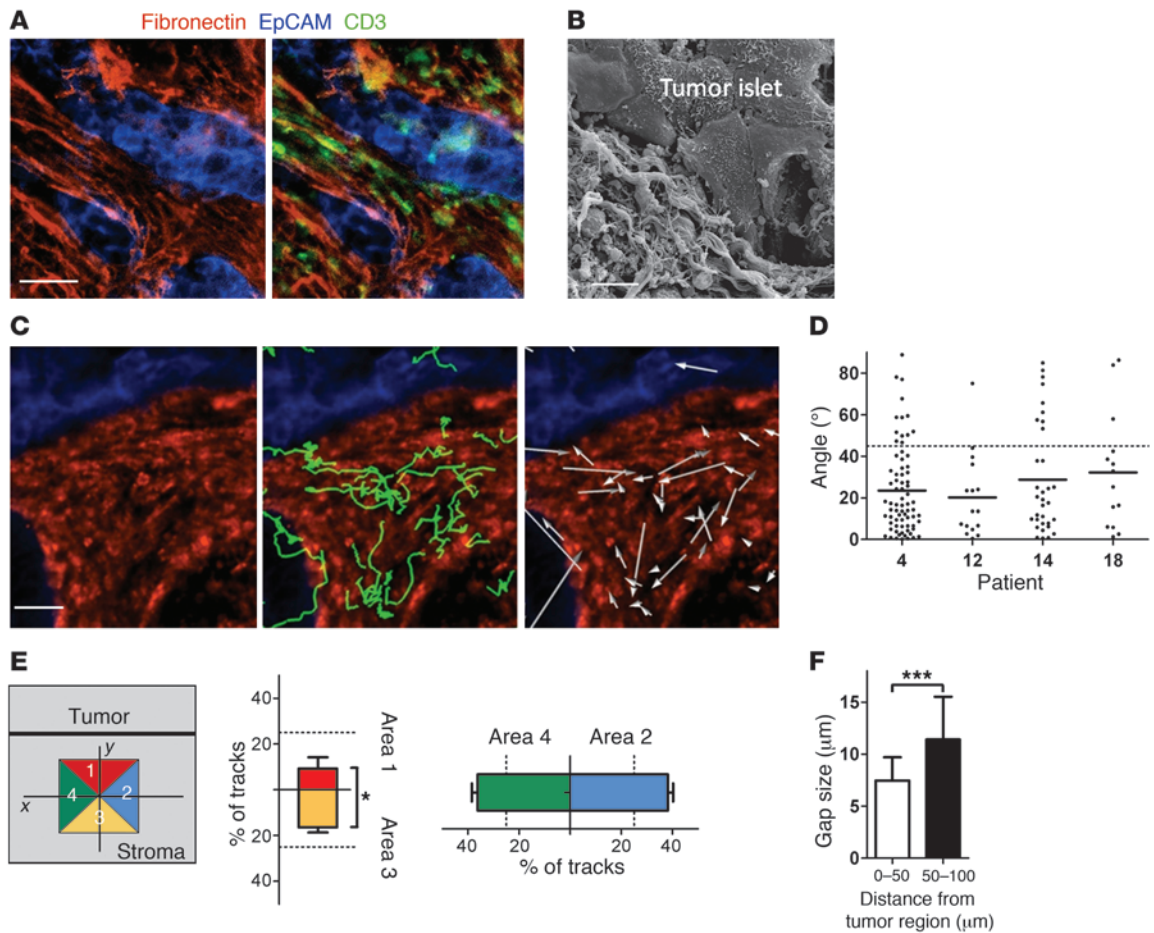 A
Fibronectin EpCAM CD3
B
Tumor islet
C
D
Angle (°)
80
60
40
20
0
4 12 14 18
Patient
E
Tumor
y
x
1
2
3
4
Stroma
% of tracks
40
20
20
40
Area 1
Area 3
Area 4 Area 2
40 20 20 40
% of tracks
*
F
***
Gap size (μm)
15
10
5
0
0–50 50–100
Distance from
tumor region (μm)